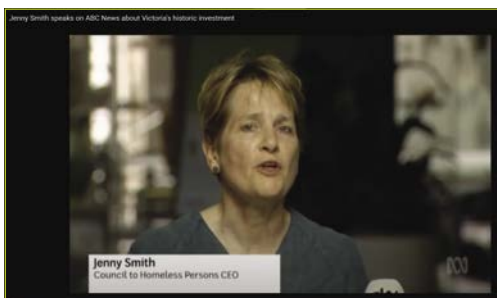 Jenny Smith speaks on ABC News about Victoria's historic investment
Jenny Smith
Council to Homeless Persons CEO